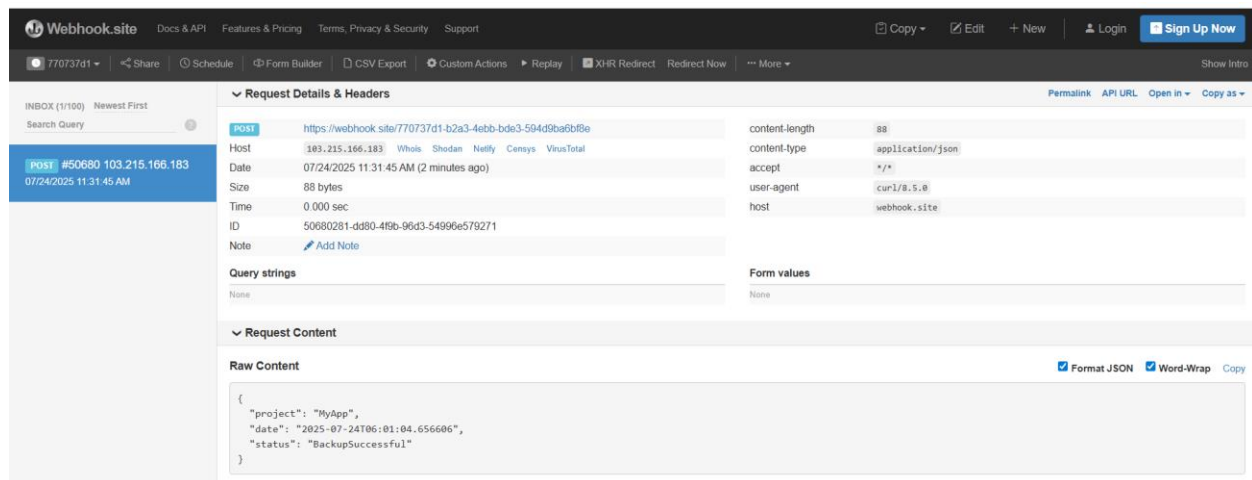 Webhook.site Docs & API Features & Pricing Terms, Privacy & Security Support Copy Edit + New Login Sign Up Now
770737d1 Share Schedule Form Builder CSV Export Custom Actions Replay XHR Redirect Redirect Now ··· More Show Intro
INBOX (1/100) Newest First
Search Query
POST #50680 103.215.166.183
07/24/2025 11:31:45 AM
Request Details & Headers Permalink API URL Open in Copy as
POST https://webhook.site/770737d1-b2a3-4ebb-bde3-594d9ba6bf8e
Host 103.215.166.183 Whois Shodan Netify Censys VirusTotal
Date 07/24/2025 11:31:45 AM (2 minutes ago)
Size 88 bytes
Time 0.000 sec
ID 50680281-dd80-4f9b-96d3-54996e579271
Note Add Note
content-length 88
content-type application/json
accept */*
user-agent curl/8.5.0
host webhook.site
Query strings
None
Form values
None
Request Content
Raw Content Format JSON Word-Wrap Copy
{
"project": "MyApp",
"date": "2025-07-24T06:01:04.656606",
"status": "BackupSuccessful"
}